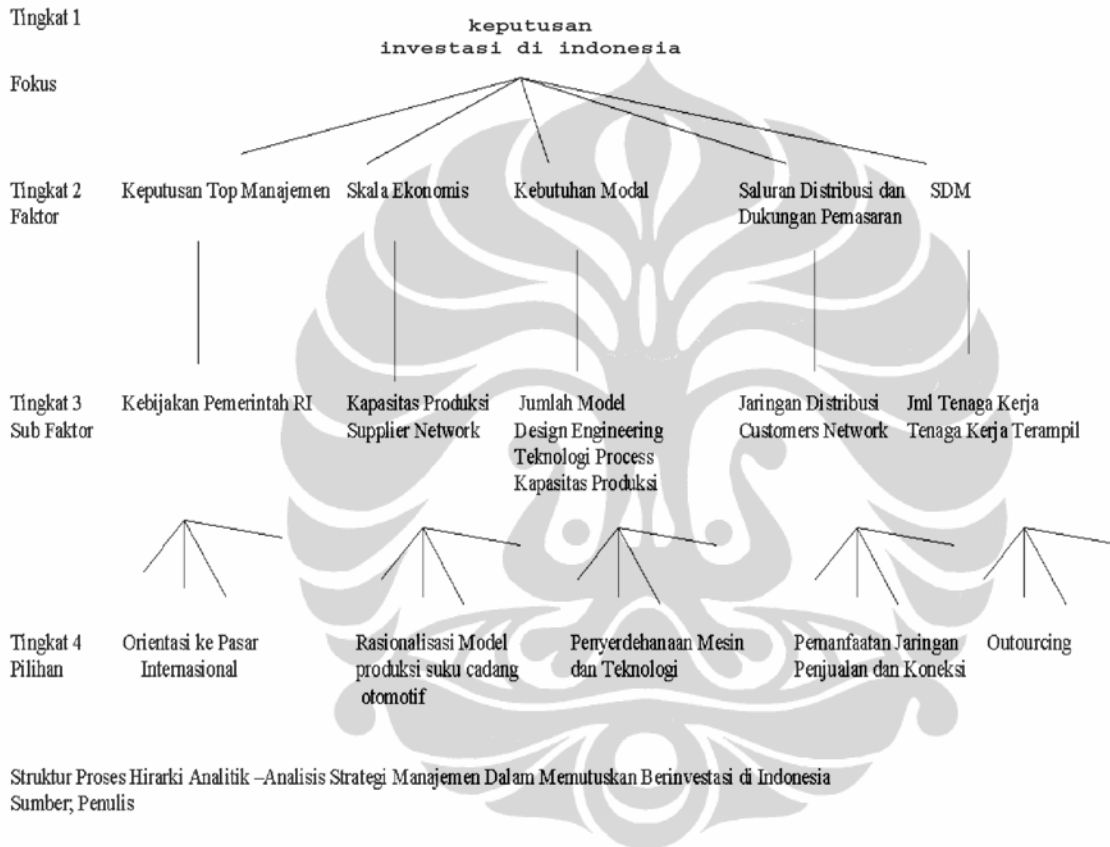 Tingkat 1
keputusan
investasi di indonesia
Fokus
Tingkat 2
Faktor
Keputusan Top Manajemen
Skala Ekonomis
Kebutuhan Modal
Saluran Distribusi dan
Dukungan Pemasaran
SDM
Tingkat 3
Sub Faktor
Kebijakan Pemerintah RI
Kapasitas Produksi
Supplier Network
Jumlah Model
Design Engineering
Teknologi Process
Kapasitas Produksi
Jaringan Distribusi
Customers Network
Jml Tenaga Kerja
Tenaga Kerja Terampil
Tingkat 4
Pilihan
Orientasi ke Pasar
Internasional
Rasionalisasi Model
produksi suku cadang
otomotif
Penyerdehanaan Mesin
dan Teknologi
Pemanfaatan Jaringan
Penjualan dan Koneksi
Outourcing
Struktur Proses Hirarki Analitik –Analisis Strategi Manajemen Dalam Memutuskan Berinvestasi di Indonesia
Sumber; Penulis